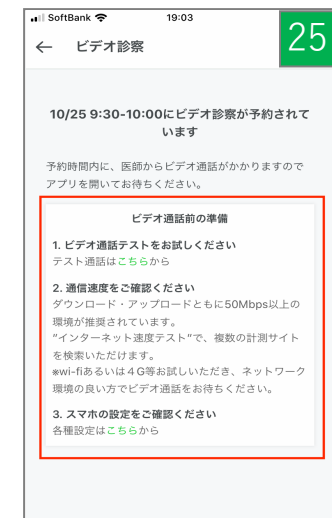 SoftBank 19:03
25
← ビデオ診察
10/25 9:30-10:00にビデオ診察が予約されて
います
予約時間内に、医師からビデオ通話がかかりますので
アプリを開いてお待ちください。
ビデオ通話前の準備
1. ビデオ通話テストをお試しください
テスト通話はこちらから
2. 通信速度をご確認ください
ダウンロード・アップロードともに50Mbps以上の
環境が推奨されています。
"インターネット速度テスト"で、複数の計測サイト
を検索いただけます。
※wi-fiあるいは４G等お試しいただき、ネットワーク
環境の良い方でビデオ通話をお待ちください。
3. スマホの設定をご確認ください
各種設定はこちらから